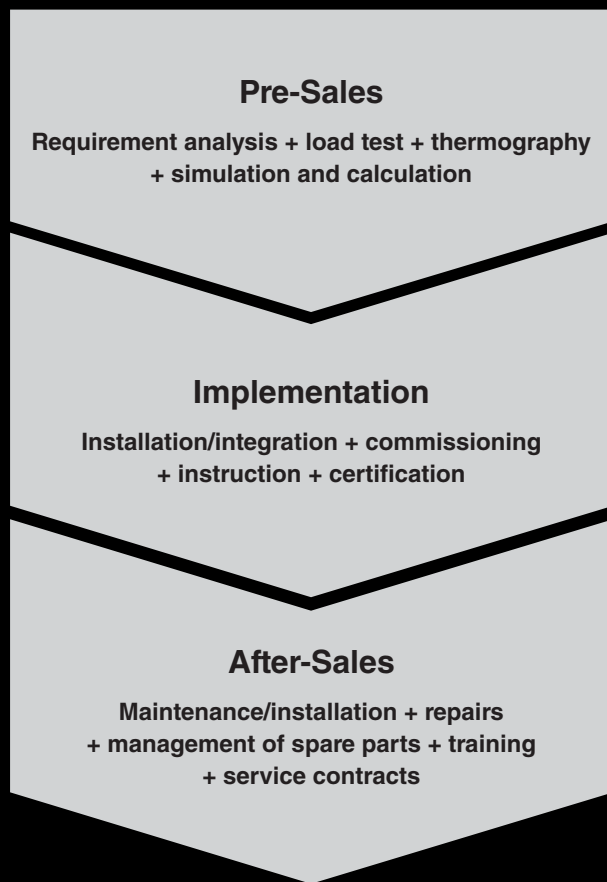 Pre-Sales
Requirement analysis + load test + thermography
+ simulation and calculation
Implementation
Installation/integration + commissioning
+ instruction + certification
After-Sales
Maintenance/installation + repairs
+ management of spare parts + training
+ service contracts